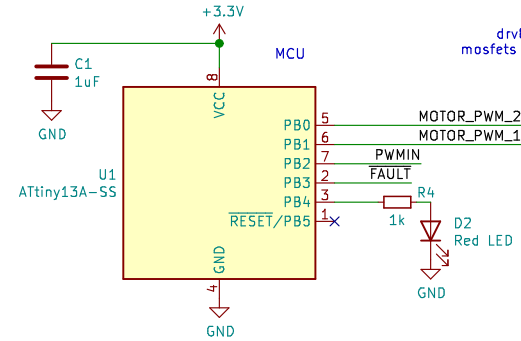 +3.3V
MCU
mosfets
C1
1uF
GND
8
VCC
U1
ATtiny13A-SS
PB0 5 MOTOR_PWM_2
PB1 6 MOTOR_PWM_1
PB2 7 PWMIN
PB3 2 FAULT
PB4 3
RESET/PB5 1
R4
1k
D2
Red LED
GND
GND
4
GND